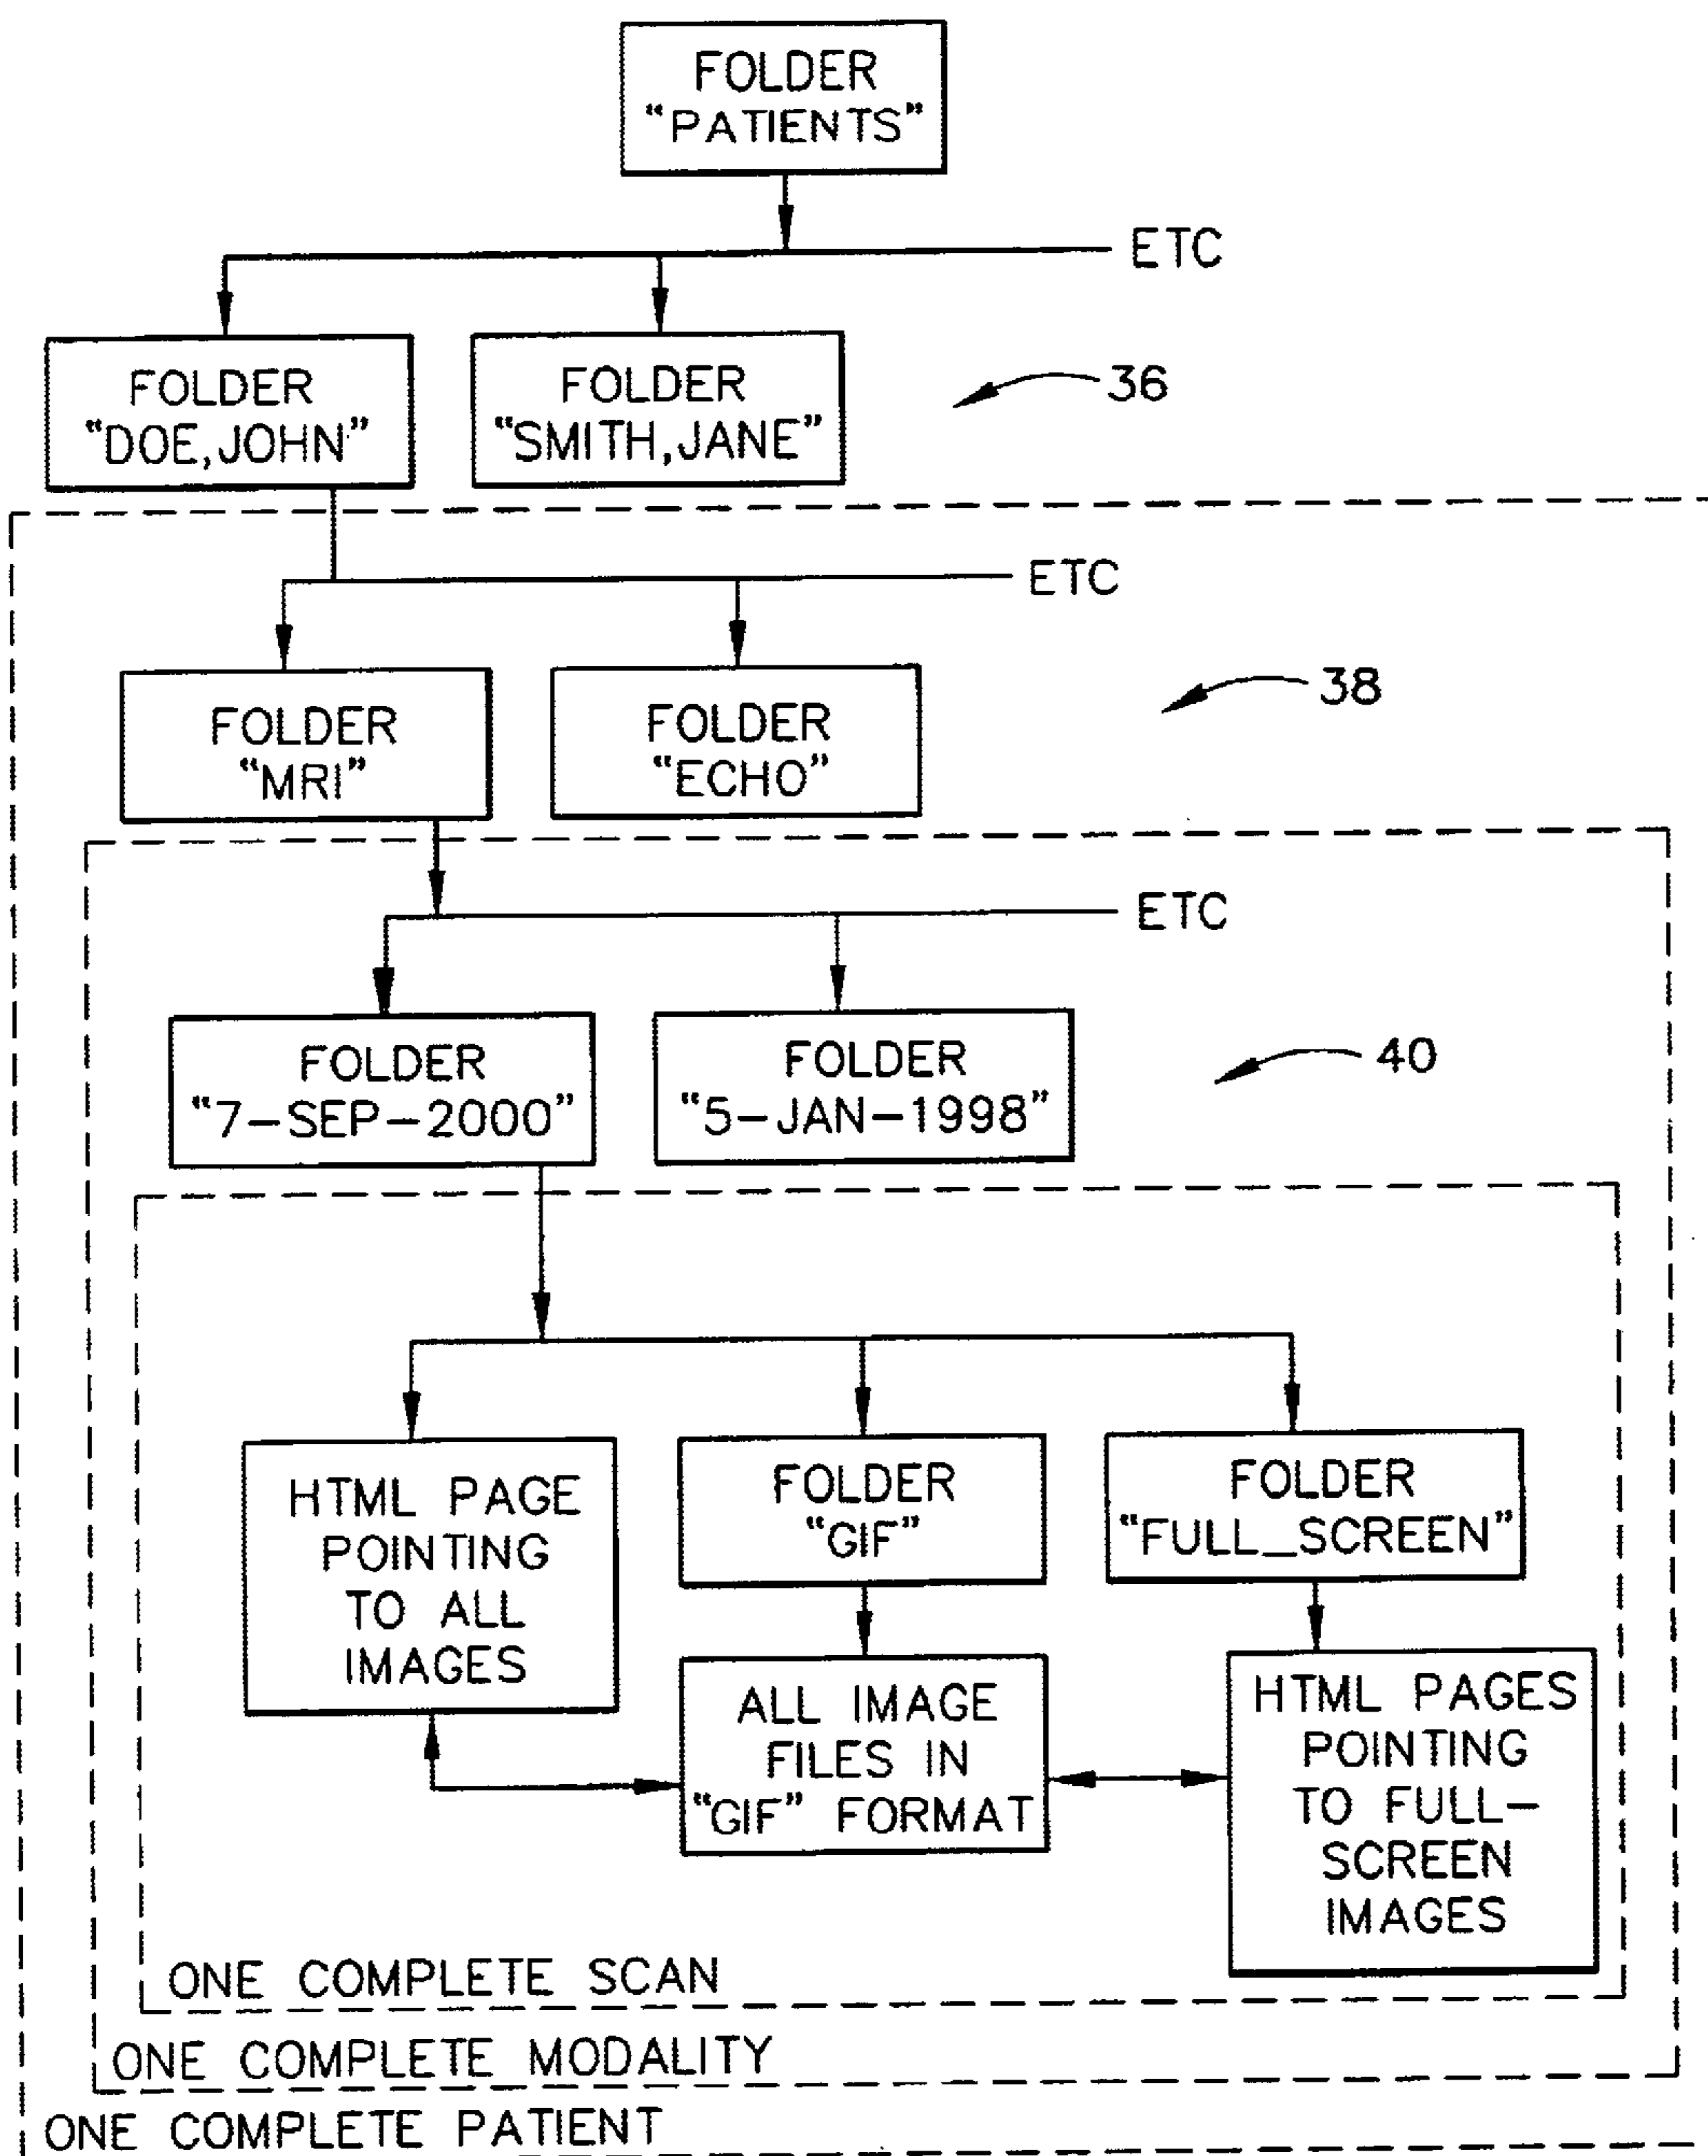 FOLDER
"PATIENTS"
ETC
FOLDER
"DOE,JOHN"
FOLDER
"SMITH,JANE"
36
ETC
FOLDER
"MRI"
FOLDER
"ECHO"
38
ETC
FOLDER
"7-SEP-2000"
FOLDER
"5-JAN-1998"
40
HTML PAGE
POINTING
TO ALL
IMAGES
FOLDER
"GIF"
FOLDER
"FULL_SCREEN"
ALL IMAGE
FILES IN
"GIF" FORMAT
HTML PAGES
POINTING
TO FULL-
SCREEN
IMAGES
ONE COMPLETE SCAN
ONE COMPLETE MODALITY
ONE COMPLETE PATIENT